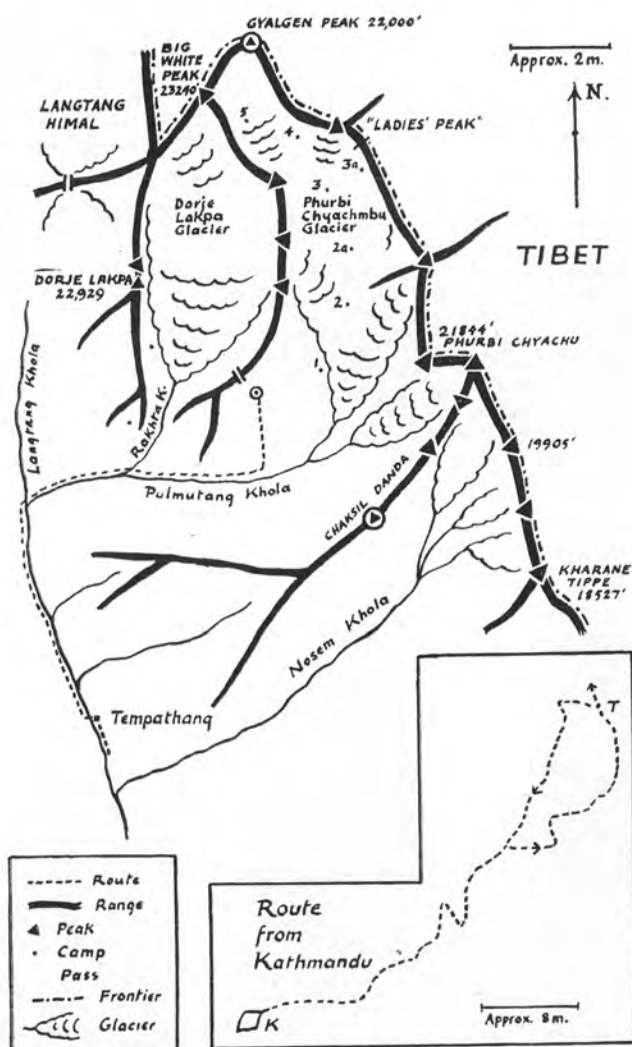 GYALGEN PEAK 22,000'
BIG
WHITE
PEAK
23240'
Approx. 2m.
N.
LANGTANG
HIMAL
"LADIES' PEAK"
5.
4.
3a.
3.
Dorje
Lakpa
Glacier
Phurbi
Chyachmbu
Glacier
2a.
2.
1.
TIBET
DORJE LAKPA
22,929
21844'
PHURBI CHYACHU
Langtang Khola
Rakhta K.
19905'
Pulmutang Khola
CHAKSIL DANDA
KHARANE
TIPPE
18527'
Nosem Khola
Tempathang
Route
Range
Peak
Camp
Pass
Frontier
Glacier
T
Route
from
Kathmandu
K
Approx. 8m.